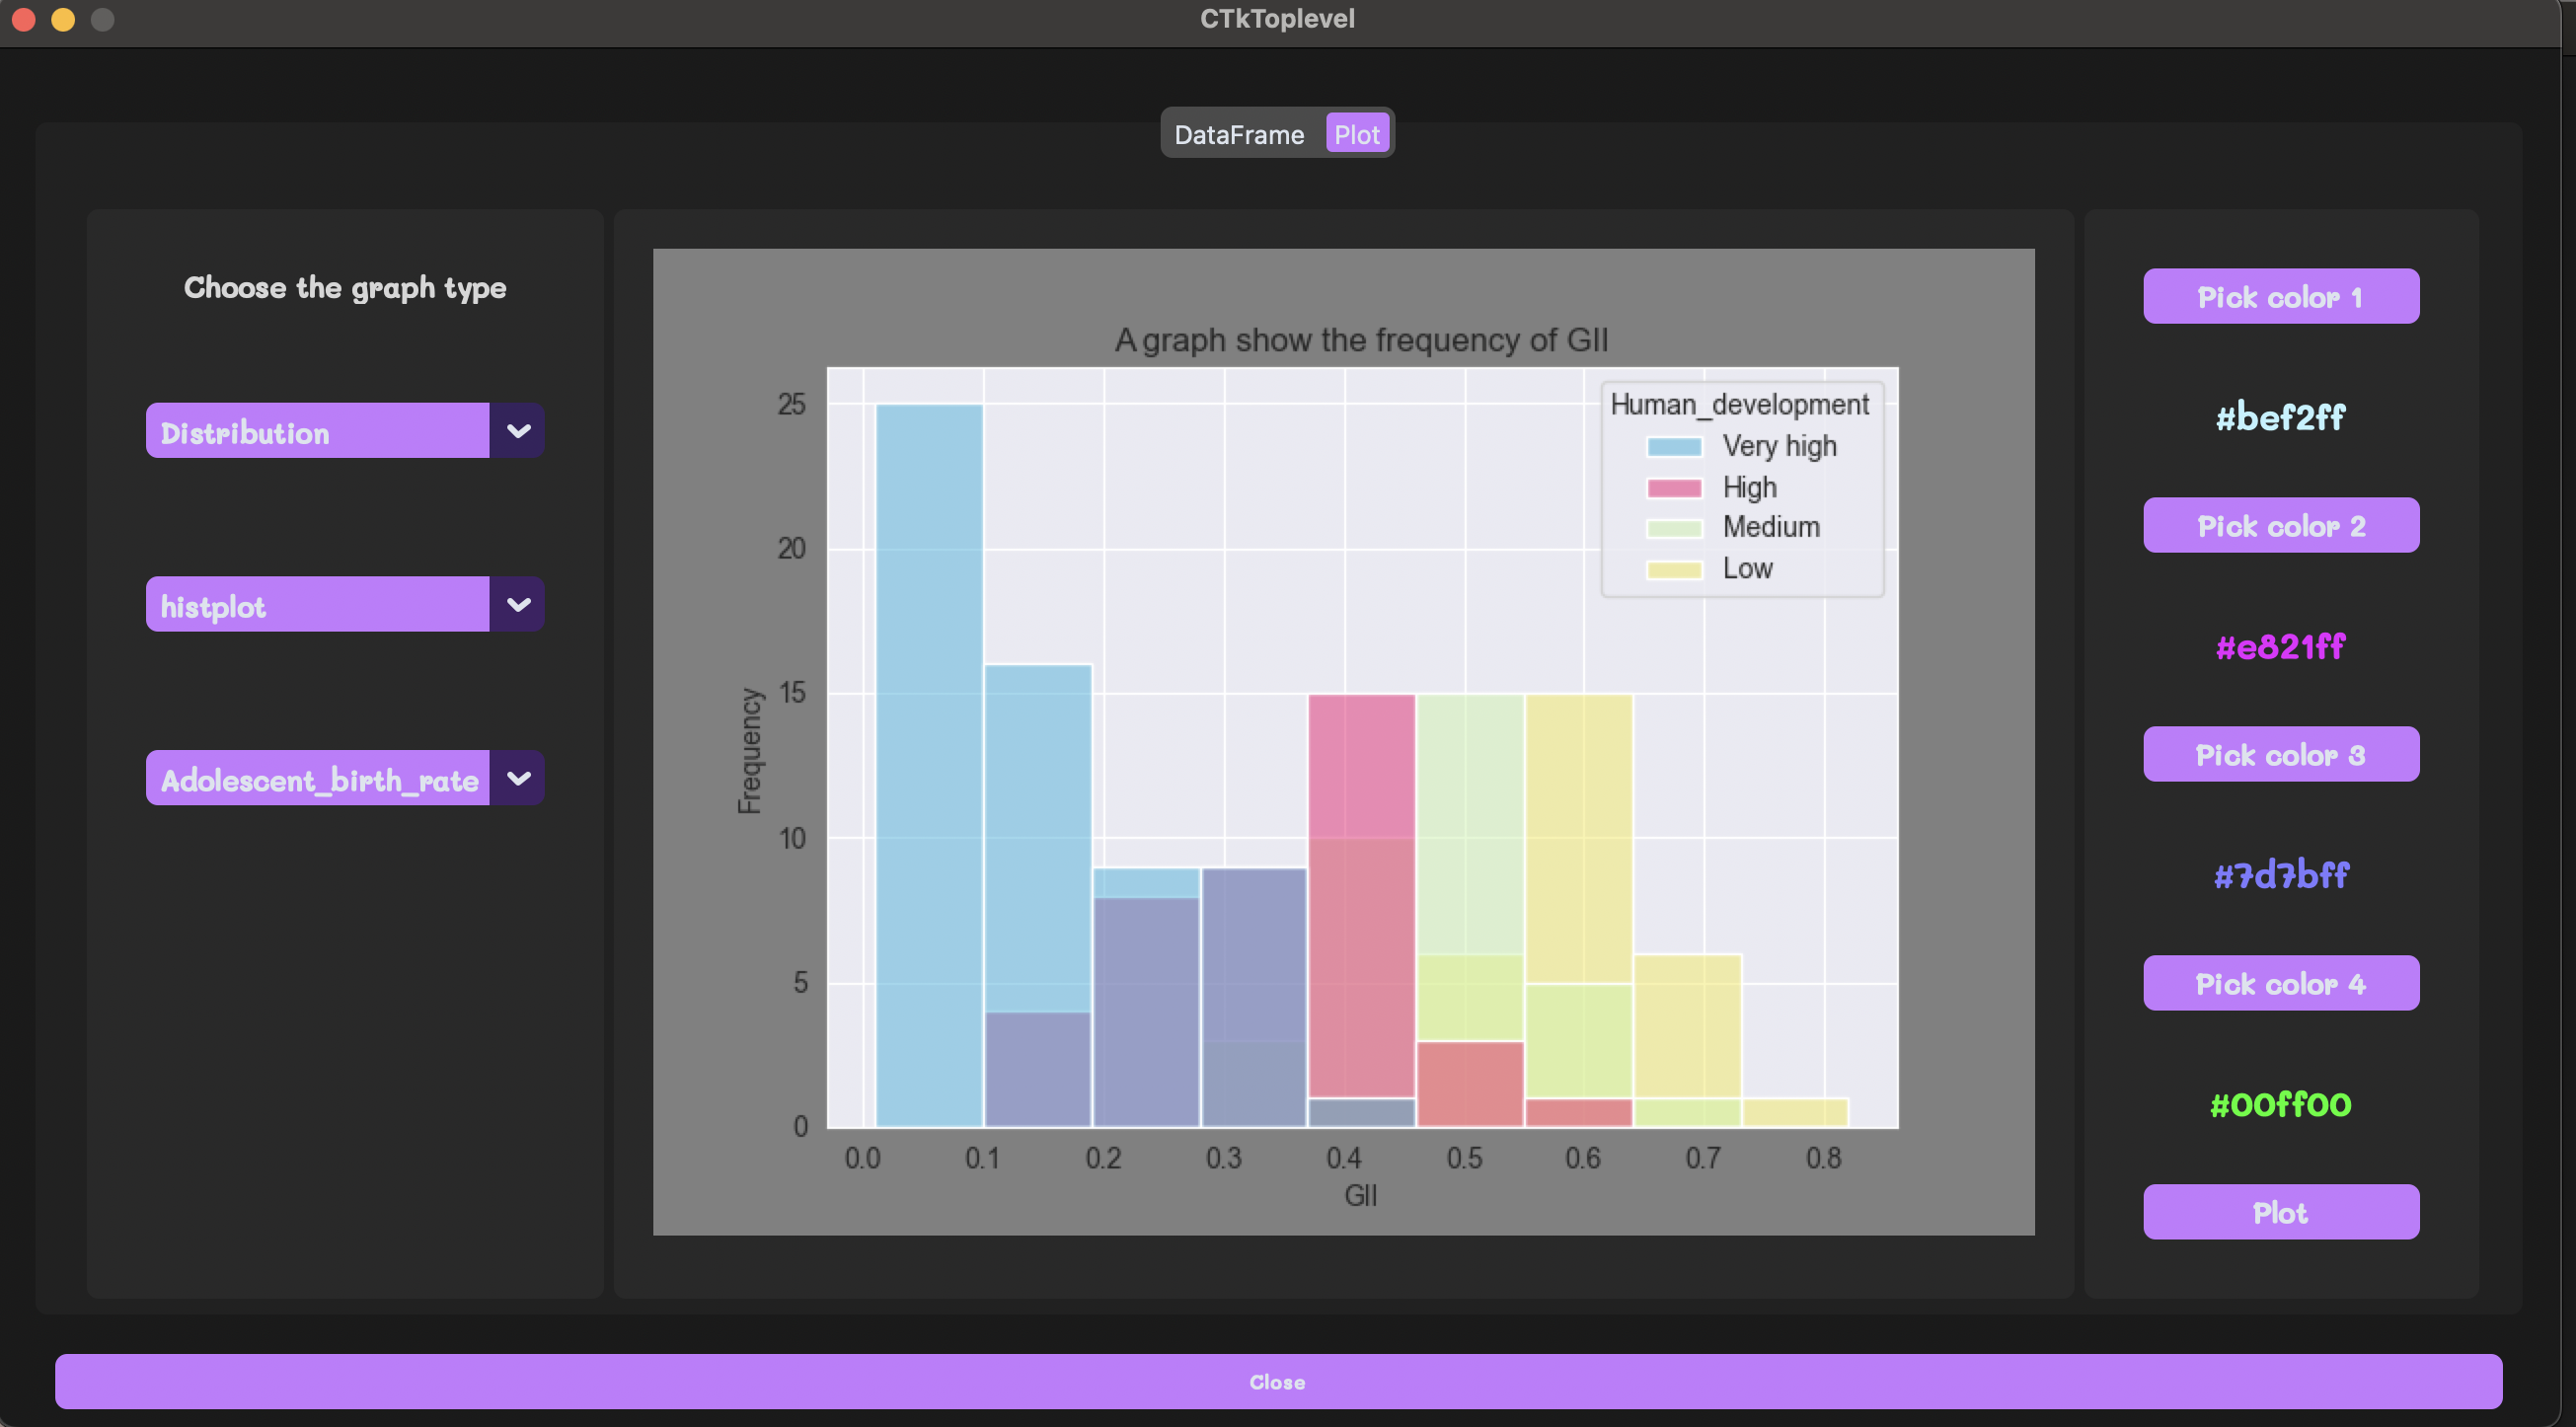 CTkToplevel
DataFrame Plot
Choose the graph type
Distribution
histplot
Adolescent_birth_rate
A graph show the frequency of GII
Human_development
Very high
High
Medium
Low
Frequency
25
20
15
10
5
0
0.0 0.1 0.2 0.3 0.4 0.5 0.6 0.7 0.8
GII
Pick color 1
#bef2ff
Pick color 2
#e821ff
Pick color 3
#7d7bff
Pick color 4
#00ff00
Plot
Close